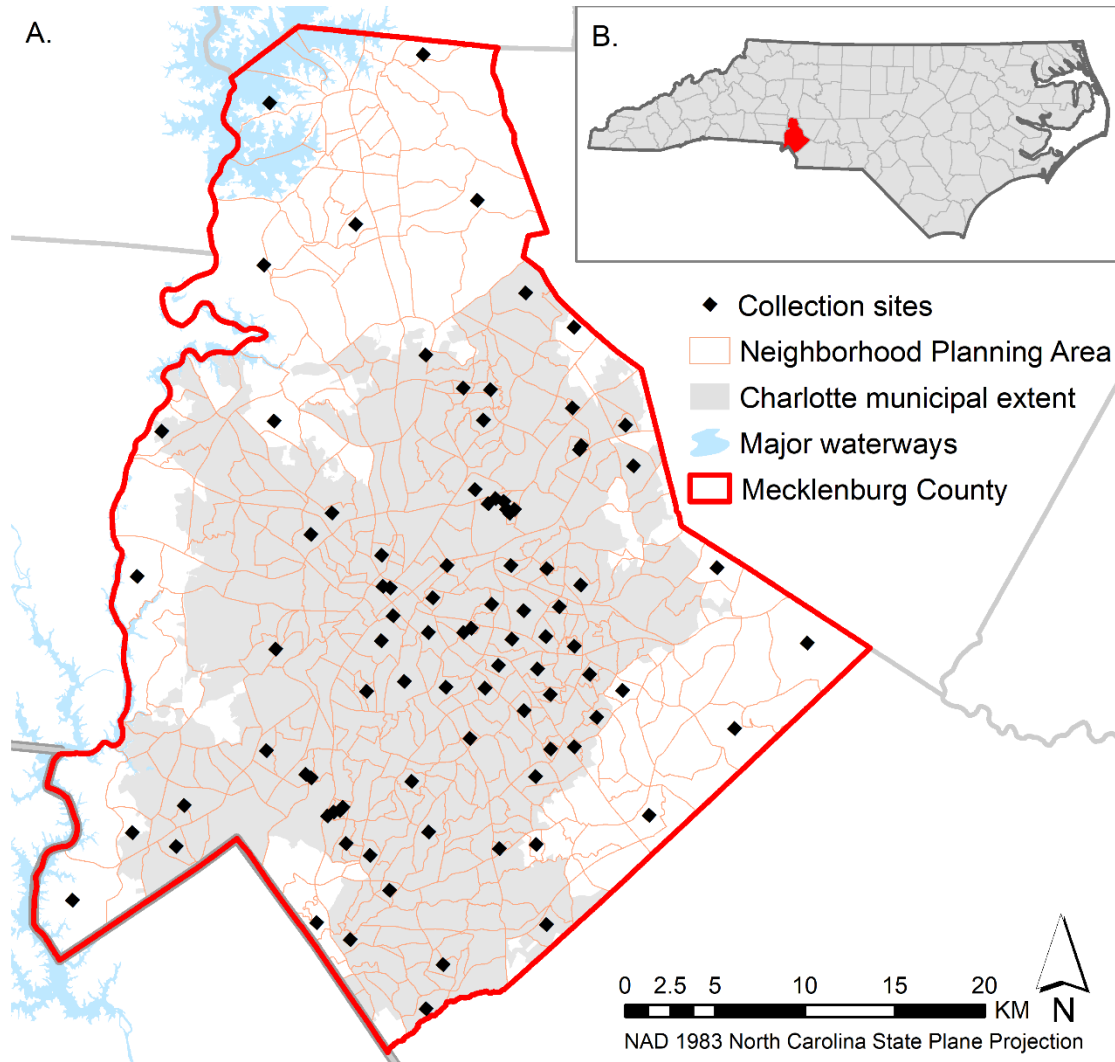 A.
B.
Collection sites
Neighborhood Planning Area
Charlotte municipal extent
Major waterways
Mecklenburg County
0 2.5 5 10 15 20
KM
N
NAD 1983 North Carolina State Plane Projection